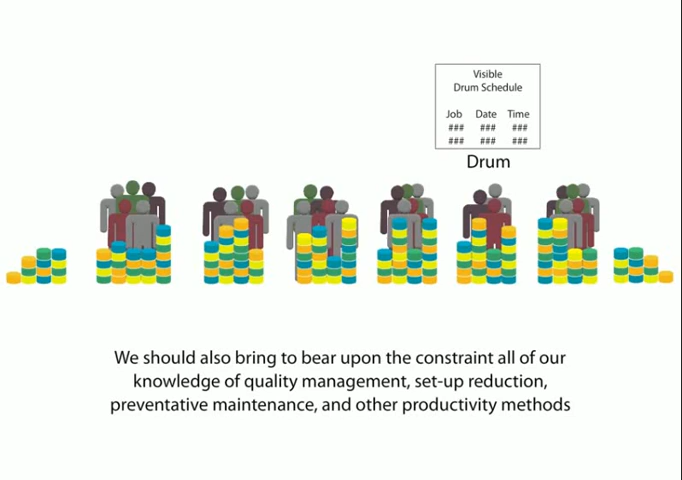 Visible
Drum Schedule
Job Date Time
### ### ###
### ### ###
Drum
We should also bring to bear upon the constraint all of our
knowledge of quality management, set-up reduction,
preventative maintenance, and other productivity methods